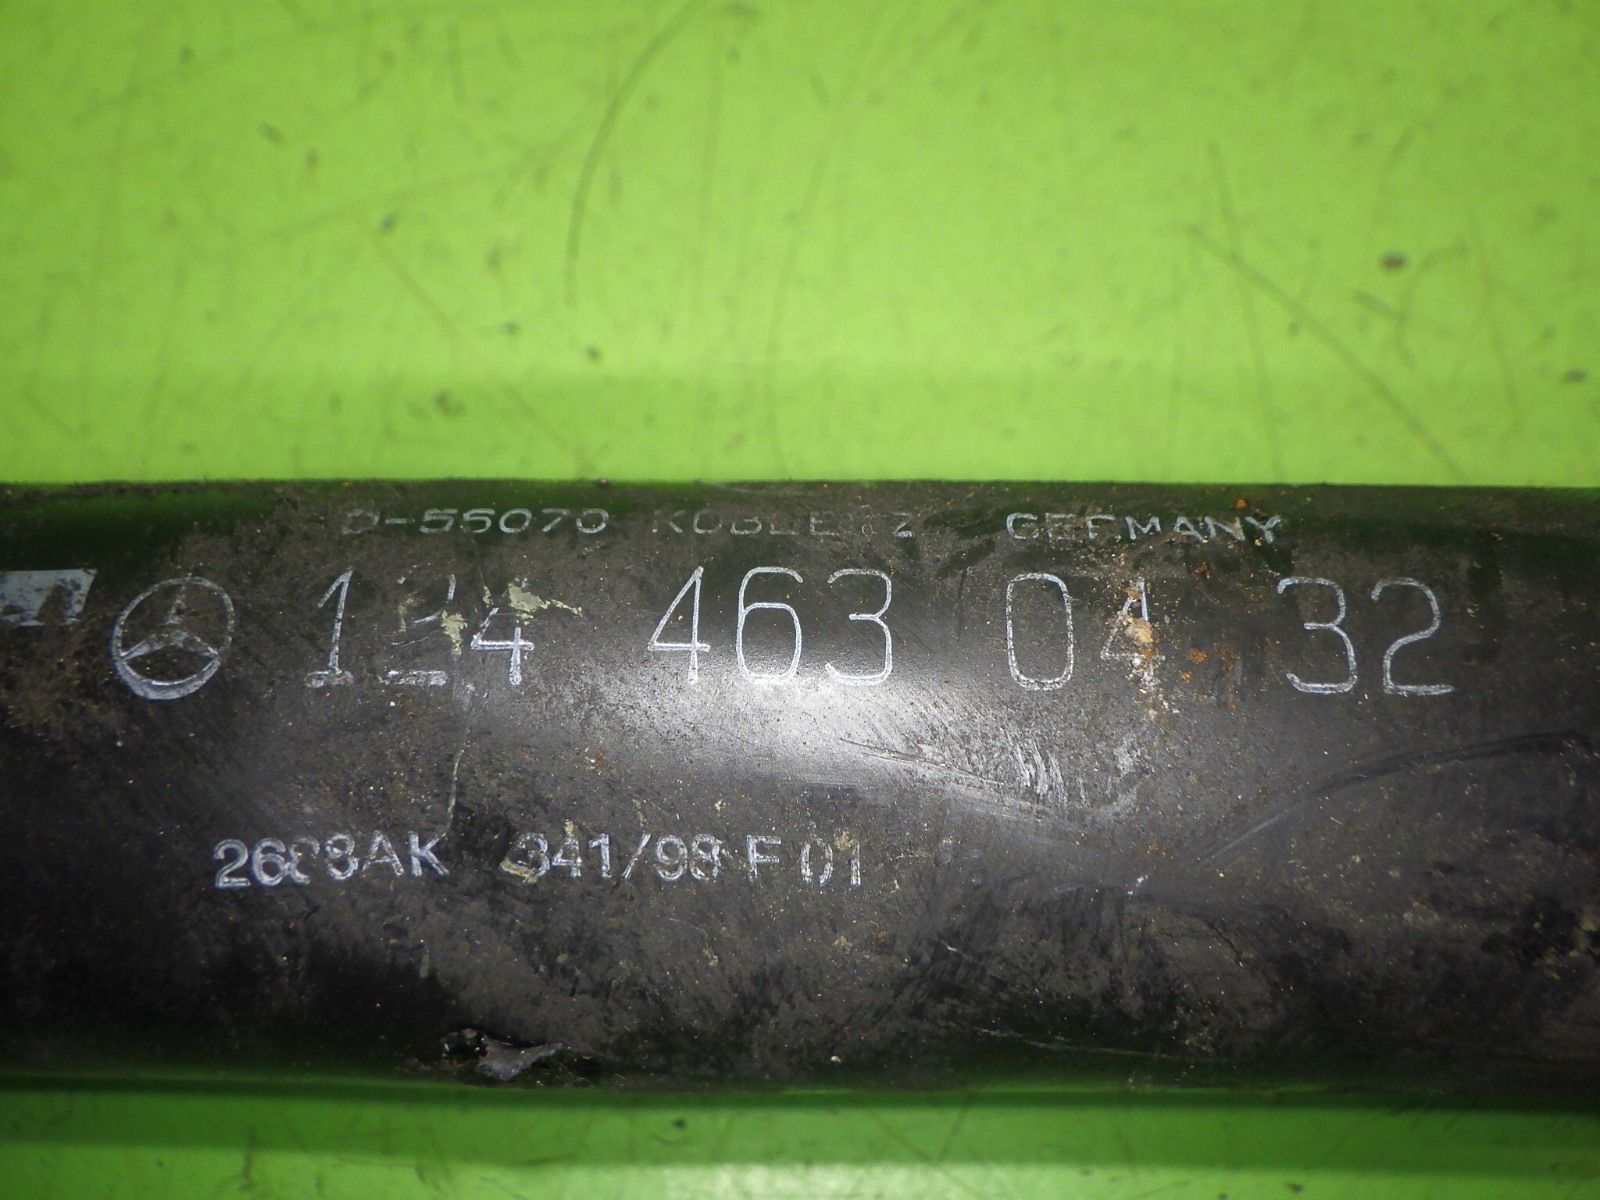 D-56070 KOBLENZ GERMANY
124 463 04 32
2688AK 341/98 F01